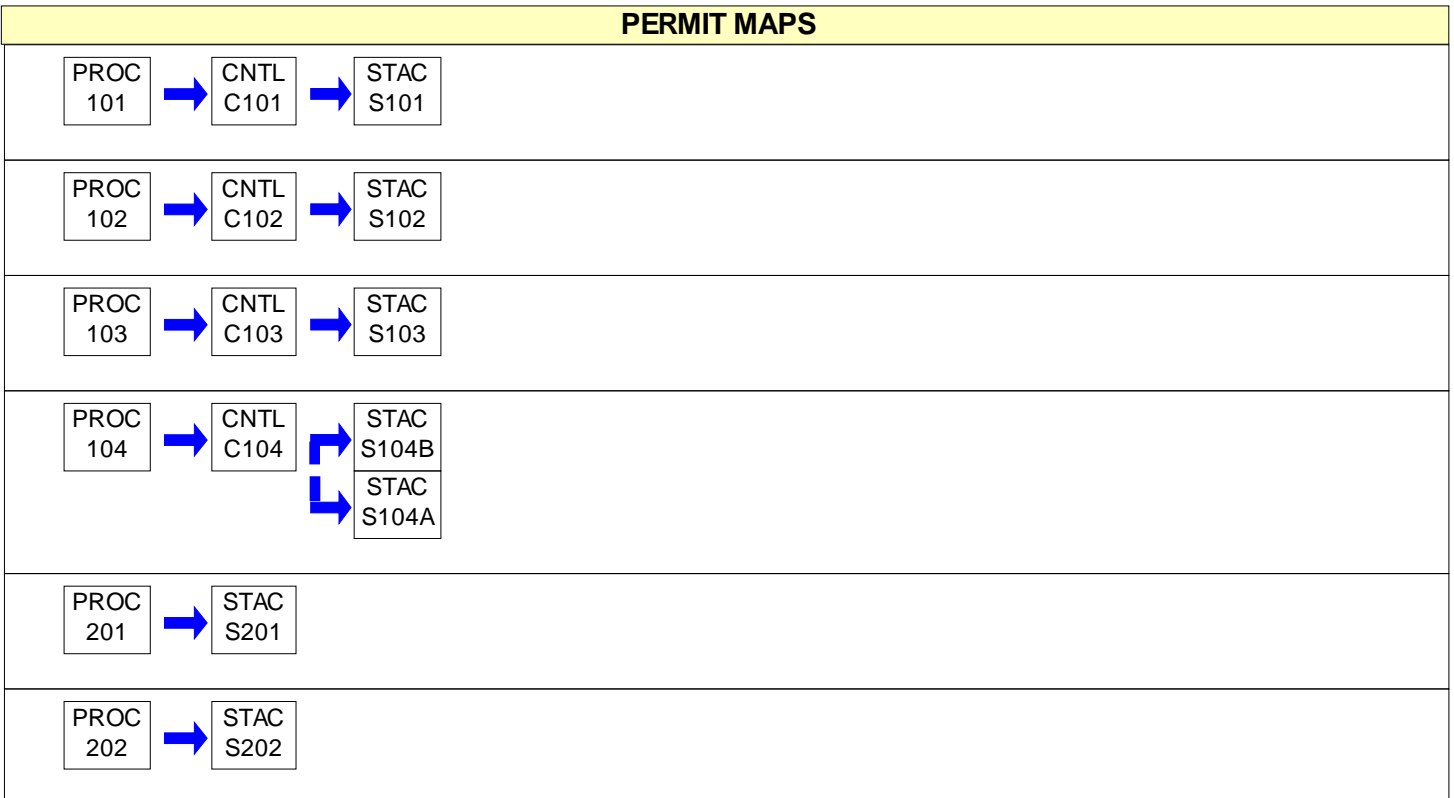 PERMIT MAPS
PROC CNTL STAC
101 C101 S101
PROC CNTL STAC
102 C102 S102
PROC CNTL STAC
103 C103 S103
PROC CNTL STAC
104 C104 S104B
STAC
S104A
PROC STAC
201 S201
PROC STAC
202 S202